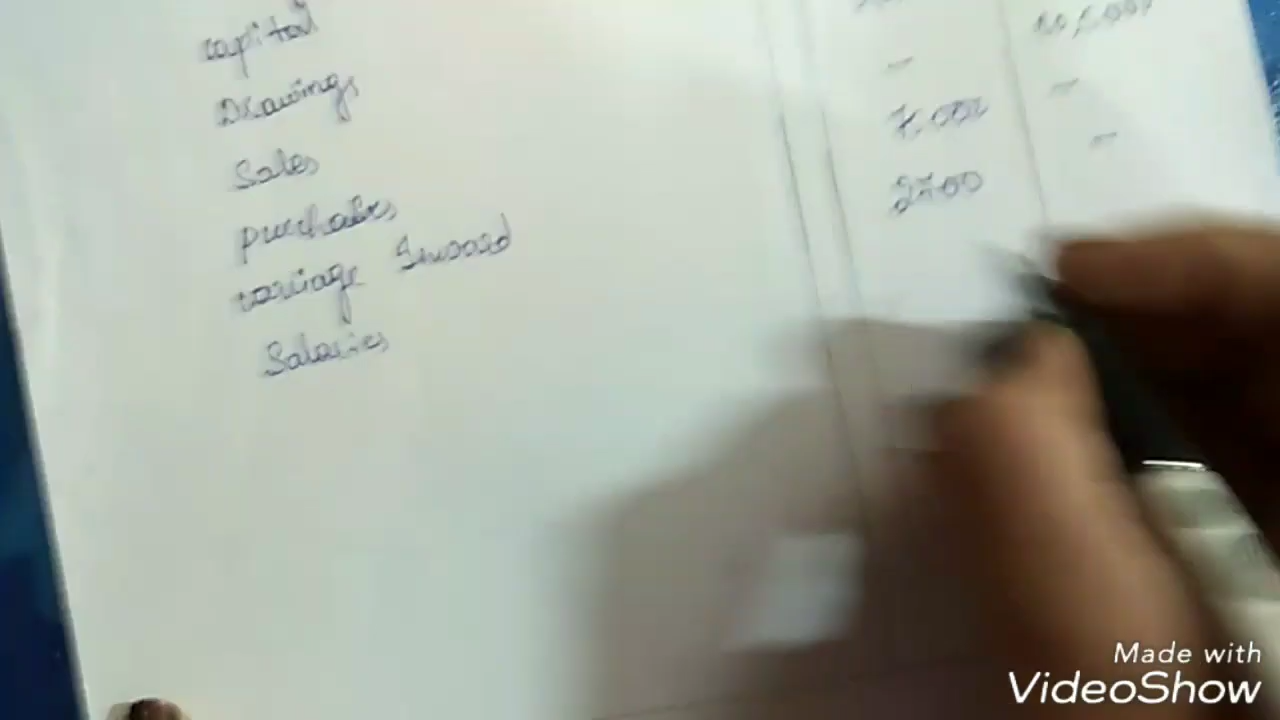 capital
Drawings
Sales
purchases
carriage Inward
Salaries
-
-
7.000
-
2700
Made with
VideoShow